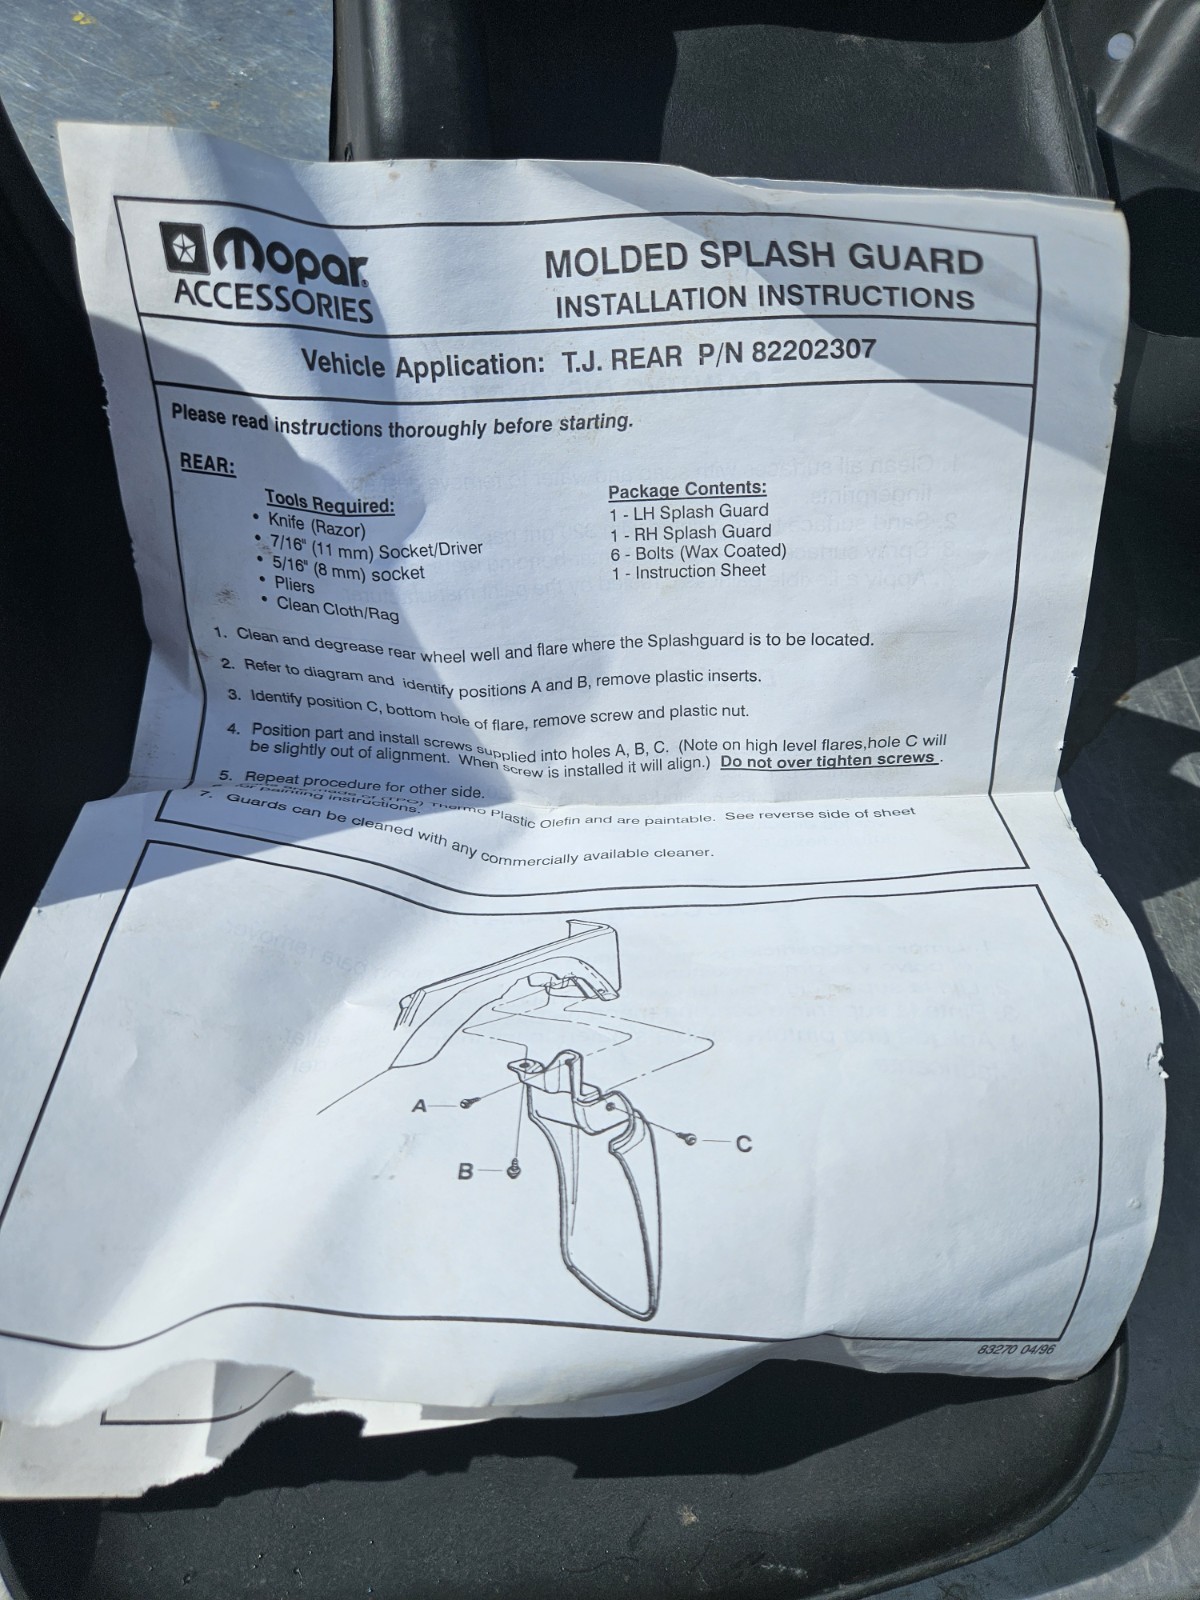 Mopar®
ACCESSORIES
MOLDED SPLASH GUARD
INSTALLATION INSTRUCTIONS
Vehicle Application: T.J. REAR P/N 82202307
Please read instructions thoroughly before starting.
REAR:
Tools Required:
• Knife (Razor)
• 7/16" (11 mm) Socket/Driver
• 5/16" (8 mm) socket
• Pliers
• Clean Cloth/Rag
Package Contents:
1 - LH Splash Guard
1 - RH Splash Guard
6 - Bolts (Wax Coated)
1 - Instruction Sheet
1. Clean and degrease rear wheel well and flare where the Splashguard is to be located.
2. Refer to diagram and identify positions A and B, remove plastic inserts.
3. Identify position C, bottom hole of flare, remove screw and plastic nut.
4. Position part and install screws supplied into holes A, B, C. (Note on high level flares,hole C will
be slightly out of alignment. When screw is installed it will align.) Do not over tighten screws.
5. Repeat procedure for other side.
made of (TPO) Thermo Plastic Olefin and are paintable. See reverse side of sheet
for painting instructions.
7. Guards can be cleaned with any commercially available cleaner.
A
B
C
83270 04/96